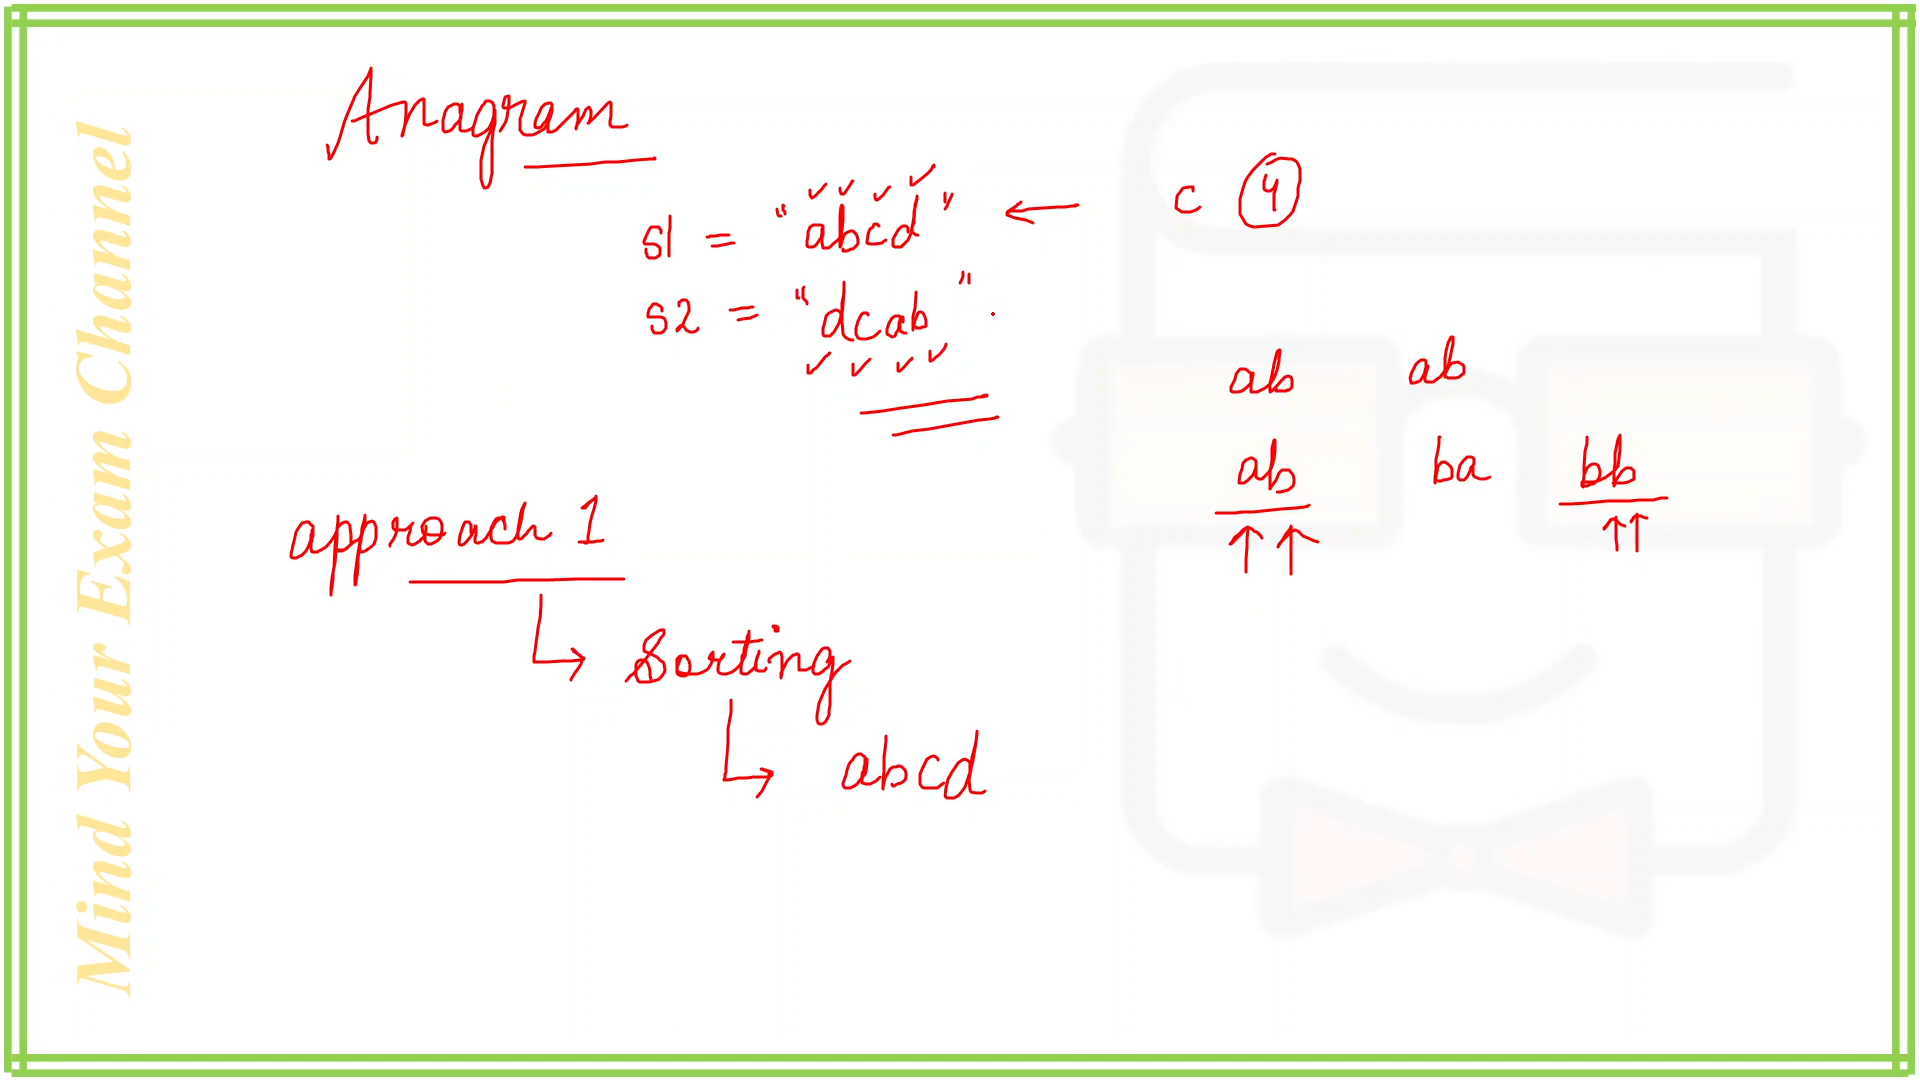 Mind Your Exam Channel
Anagram
s1 = "abcd" ← c 4
s2 = "dcab".
ab ab
ab ba bb
↑ ↑ ↑↑
approach 1
↳ Sorting
↳ abcd